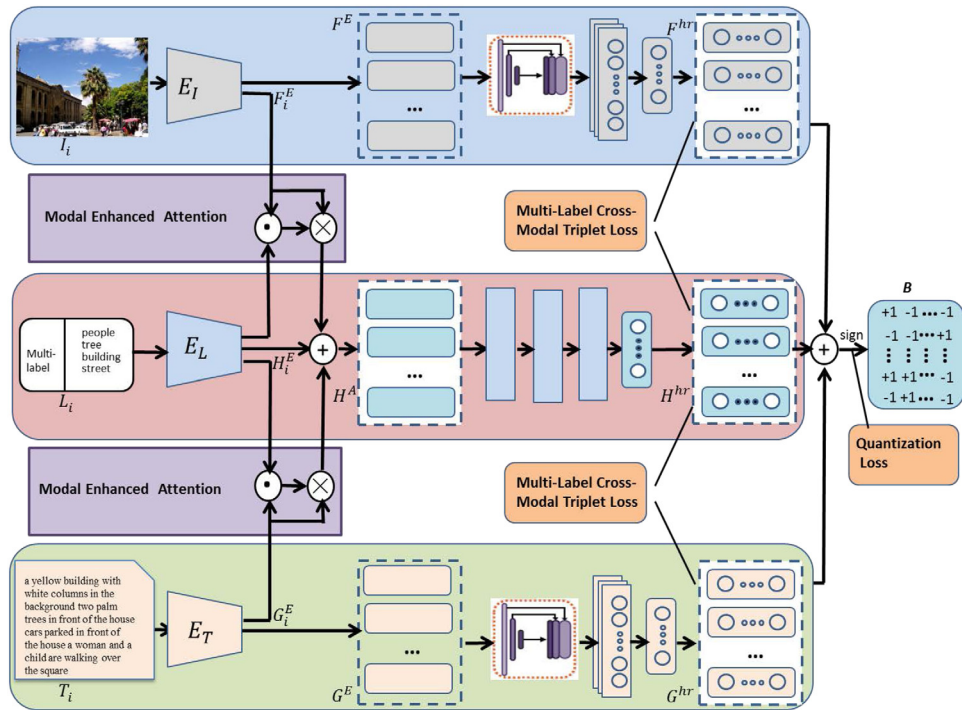 F^E
F^{hr}
E_I
F_i^E
...
...
I_i
Modal Enhanced Attention
Multi-Label Cross-
Modal Triplet Loss
B
Multi-
label
people
tree
building
street
E_L
H_i^E
L_i
H^A
...
H^{hr}
...
sign
+1 -1 ... -1
-1 -1 ... +1
+1 +1 ... -1
-1 +1 ... -1
Quantization
Loss
Modal Enhanced Attention
Multi-Label Cross-
Modal Triplet Loss
a yellow building with
white columns in the
background two palm
trees in front of the house
cars parked in front of
the house a woman and a
child are walking over
the square
E_T
G_i^E
...
...
T_i
G^E
G^{hr}